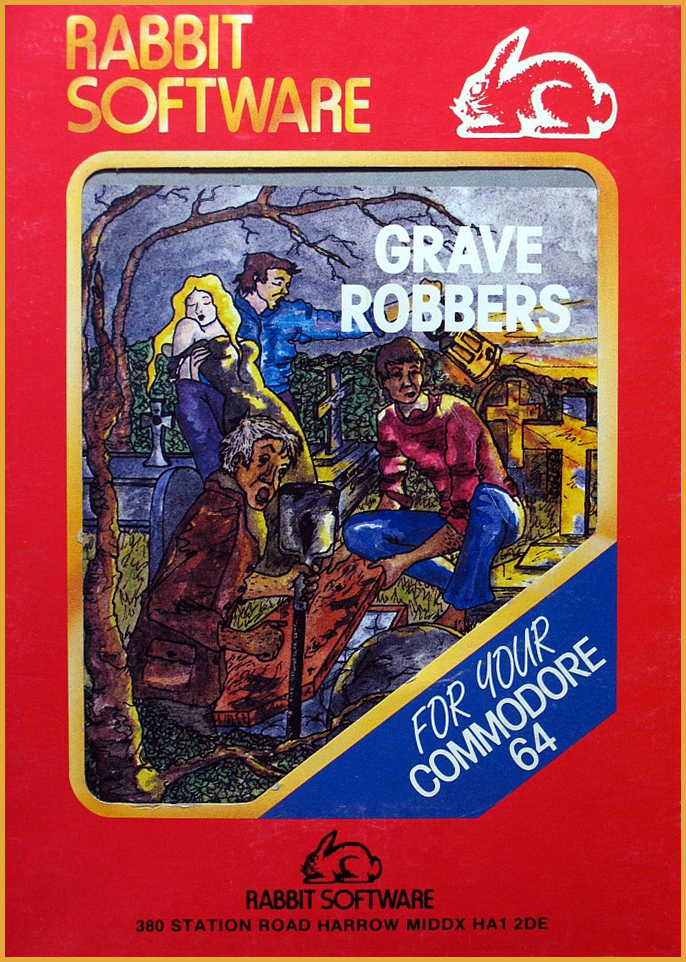 RABBIT
SOFTWARE
GRAVE
ROBBERS
FOR YOUR
COMMODORE
64
RABBIT SOFTWARE
380 STATION ROAD HARROW MIDDX HA1 2DE